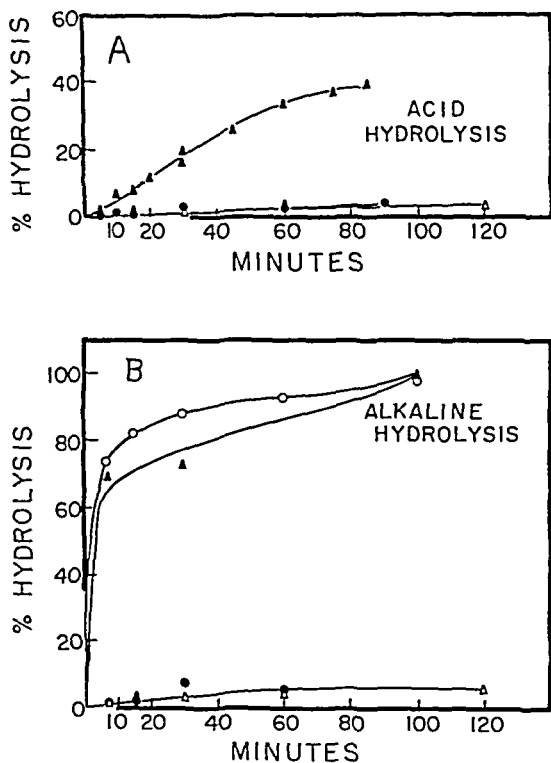 A
% HYDROLYSIS
60
40
20
0
ACID
HYDROLYSIS
10 20 40 60 80 100 120
MINUTES
B
% HYDROLYSIS
100
80
60
40
20
0
ALKALINE
HYDROLYSIS
10 20 40 60 80 100 120
MINUTES